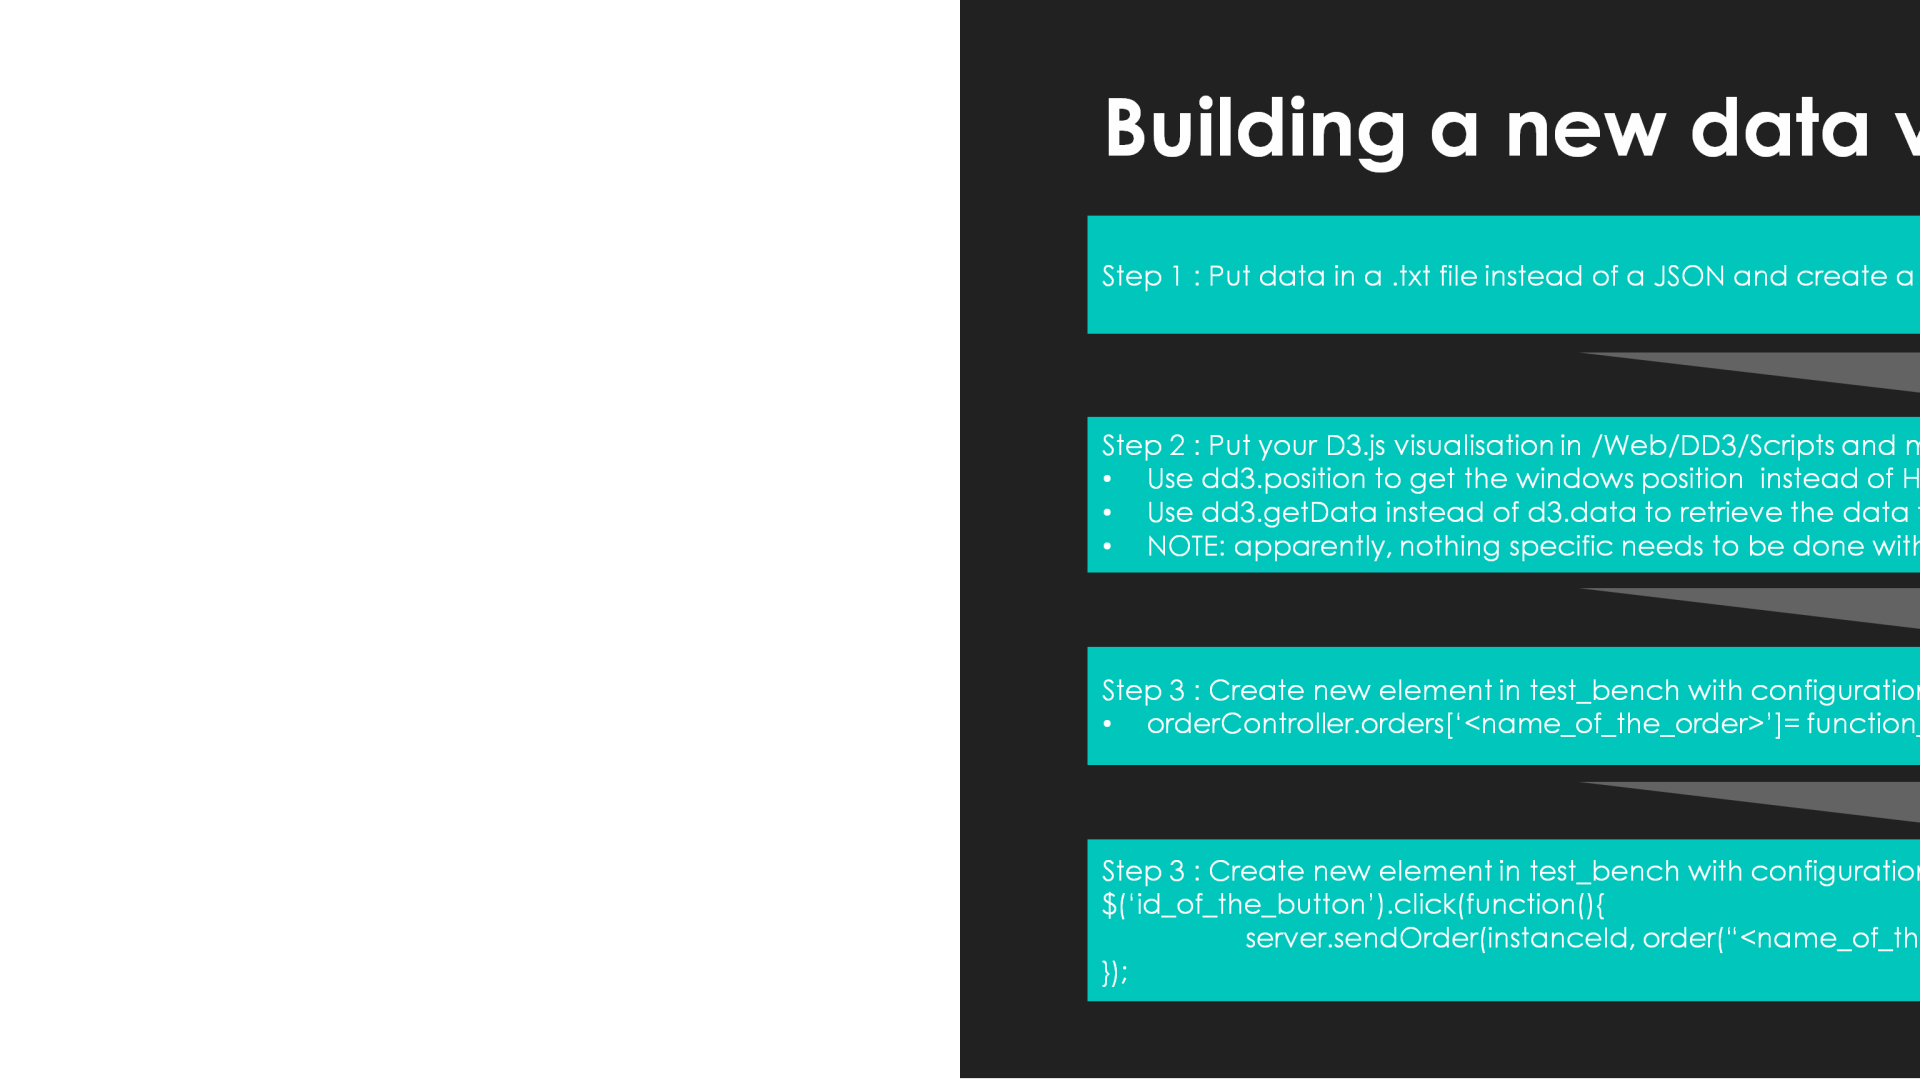 Building a new data
Step 1 : Put data in a .txt file instead of a JSON and create a
Step 2 : Put your D3.js visualisation in /Web/DD3/Scripts and
• Use dd3.position to get the windows position instead of
• Use dd3.getData instead of d3.data to retrieve the data
• NOTE: apparently, nothing specific needs to be done with
Step 3 : Create new element in test_bench with configuration
• orderController.orders[‘<name_of_the_order>’]= function_
Step 3 : Create new element in test_bench with configuration
$(‘id_of_the_button’).click(function(){
server.sendOrder(instanceId, order(“<name_of_th
});